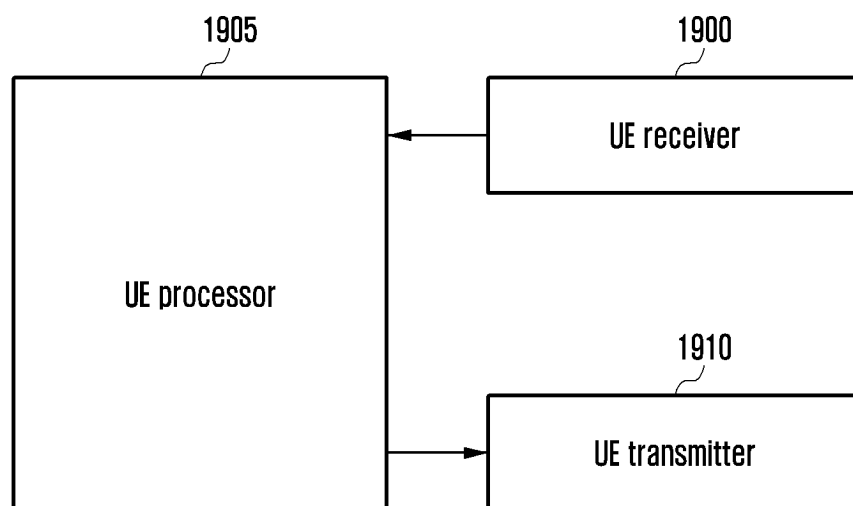 1905
1900
UE receiver
UE processor
1910
UE transmitter